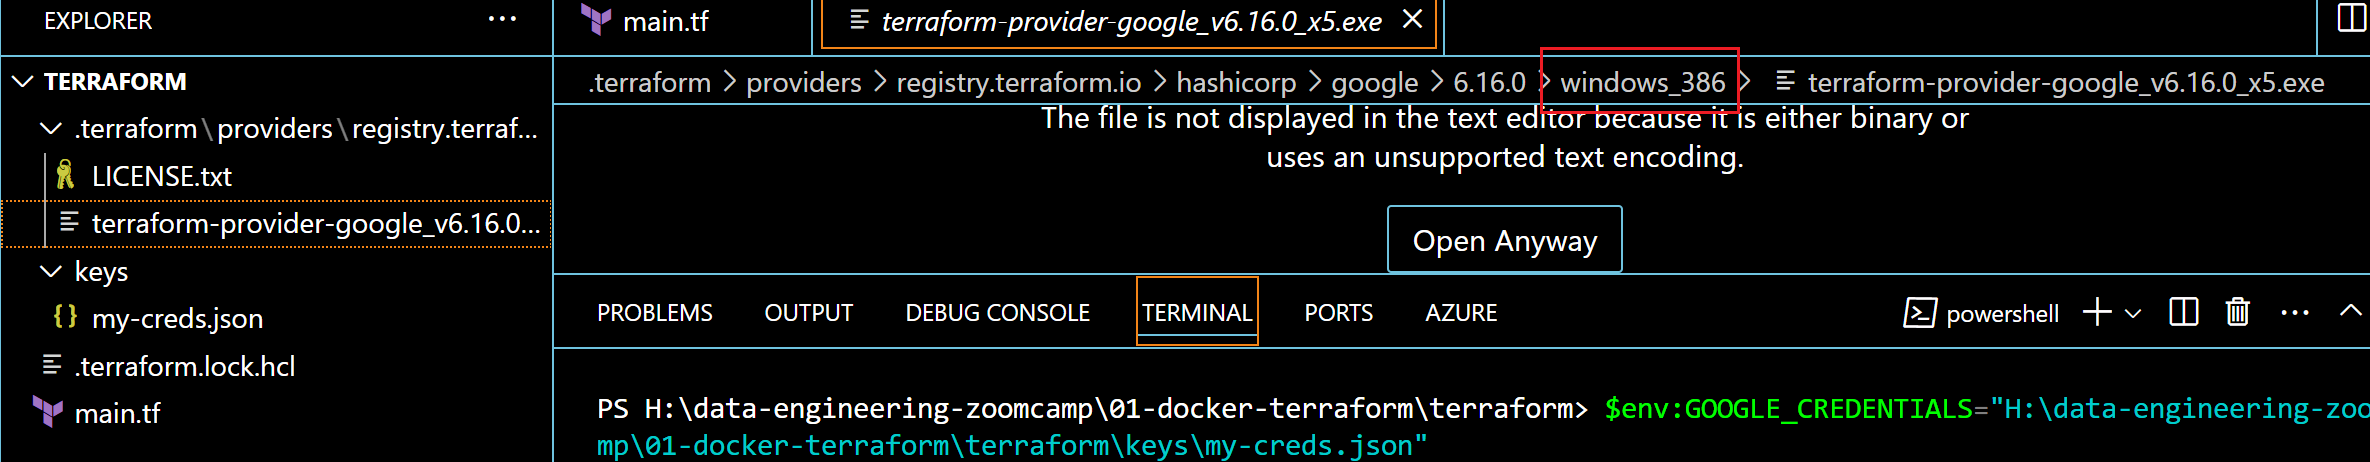 EXPLORER ...
main.tf
terraform-provider-google_v6.16.0_x5.exe
TERRAFORM
.terraform > providers > registry.terraform.io > hashicorp > google > 6.16.0 > windows_386 > terraform-provider-google_v6.16.0_x5.exe
.terraform\providers\registry.terraf...
The file is not displayed in the text editor because it is either binary or
uses an unsupported text encoding.
LICENSE.txt
terraform-provider-google_v6.16.0...
Open Anyway
keys
{} my-creds.json
.terraform.lock.hcl
main.tf
PROBLEMS OUTPUT DEBUG CONSOLE TERMINAL PORTS AZURE powershell
PS H:\data-engineering-zoomcamp\01-docker-terraform\terraform> $env:GOOGLE_CREDENTIALS="H:\data-engineering-zoo
mp\01-docker-terraform\terraform\keys\my-creds.json"